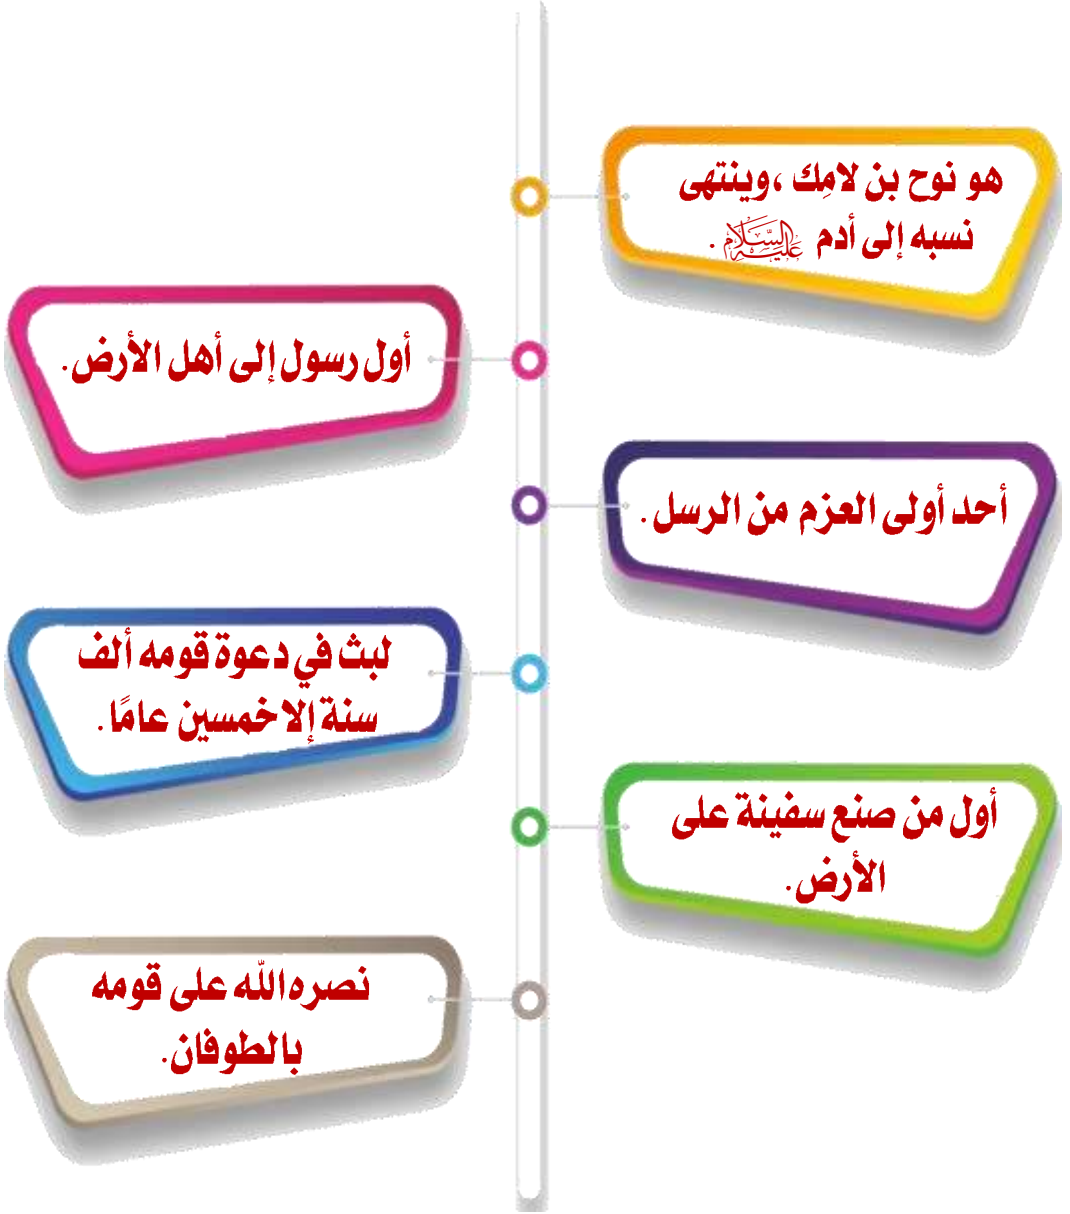 هو نوح بن لامِك ،وينتهى
نسبه إلى أدم عليه السَّلام .
أول رسول إلى أهل الأرض.
أحد أولى العزم من الرسل .
لبث في دعوة قومه ألف
سنة إلا خمسين عامًا .
أول من صنع سفينة على
الأرض.
نصره الله على قومه
بالطوفان.